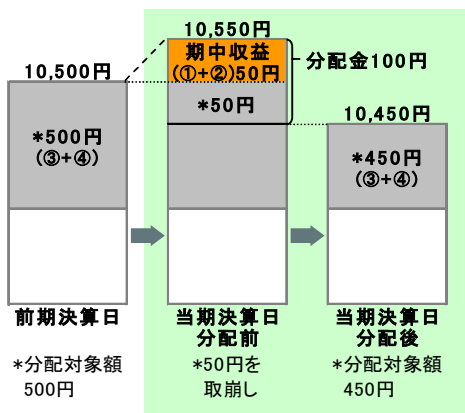 10,550円
期中収益
(①+②)50円
分配金100円
*50円
10,500円
*500円
(③+④)
10,450円
*450円
(③+④)
前期決算日
当期決算日
分配前
当期決算日
分配後
*分配対象額
500円
*50円を
取崩し
*分配対象額
450円